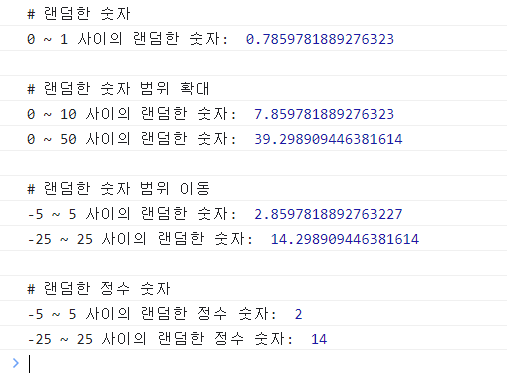 # 랜덤한 숫자
0 ~ 1 사이의 랜덤한 숫자: 0.7859781889276323
# 랜덤한 숫자 범위 확대
0 ~ 10 사이의 랜덤한 숫자: 7.859781889276323
0 ~ 50 사이의 랜덤한 숫자: 39.298909446381614
# 랜덤한 숫자 범위 이동
-5 ~ 5 사이의 랜덤한 숫자: 2.8597818892763227
-25 ~ 25 사이의 랜덤한 숫자: 14.298909446381614
# 랜덤한 정수 숫자
-5 ~ 5 사이의 랜덤한 정수 숫자: 2
-25 ~ 25 사이의 랜덤한 정수 숫자: 14
>